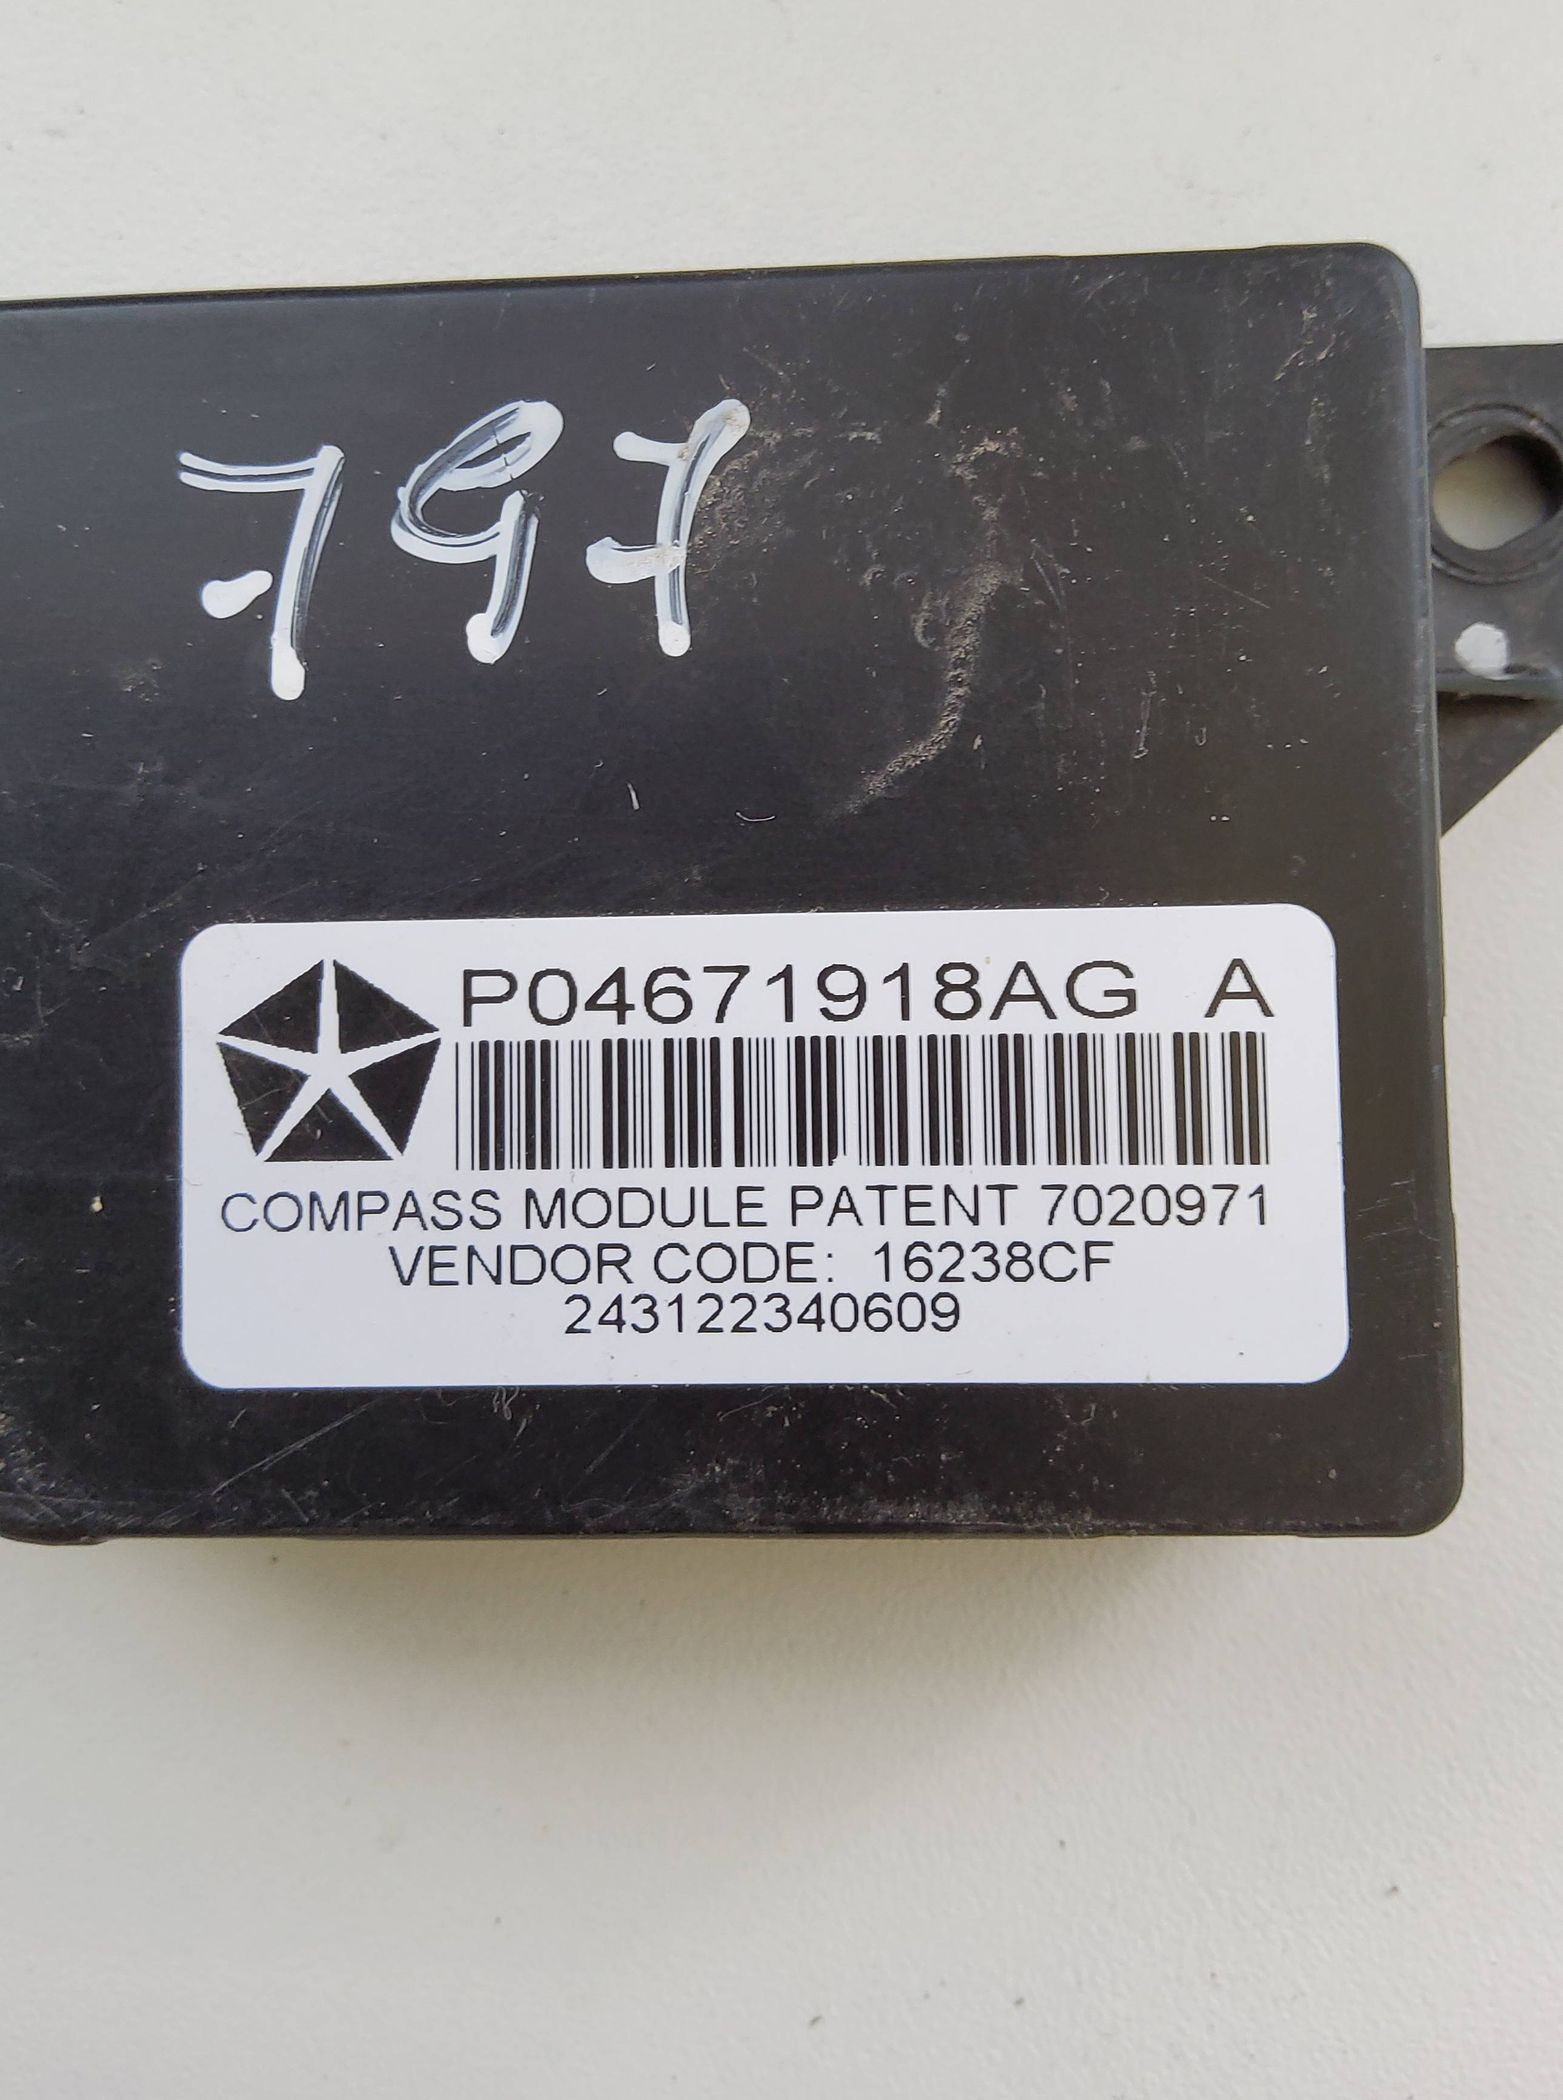 797
P04671918AG A
COMPASS MODULE PATENT 7020971
VENDOR CODE: 16238CF
243122340609